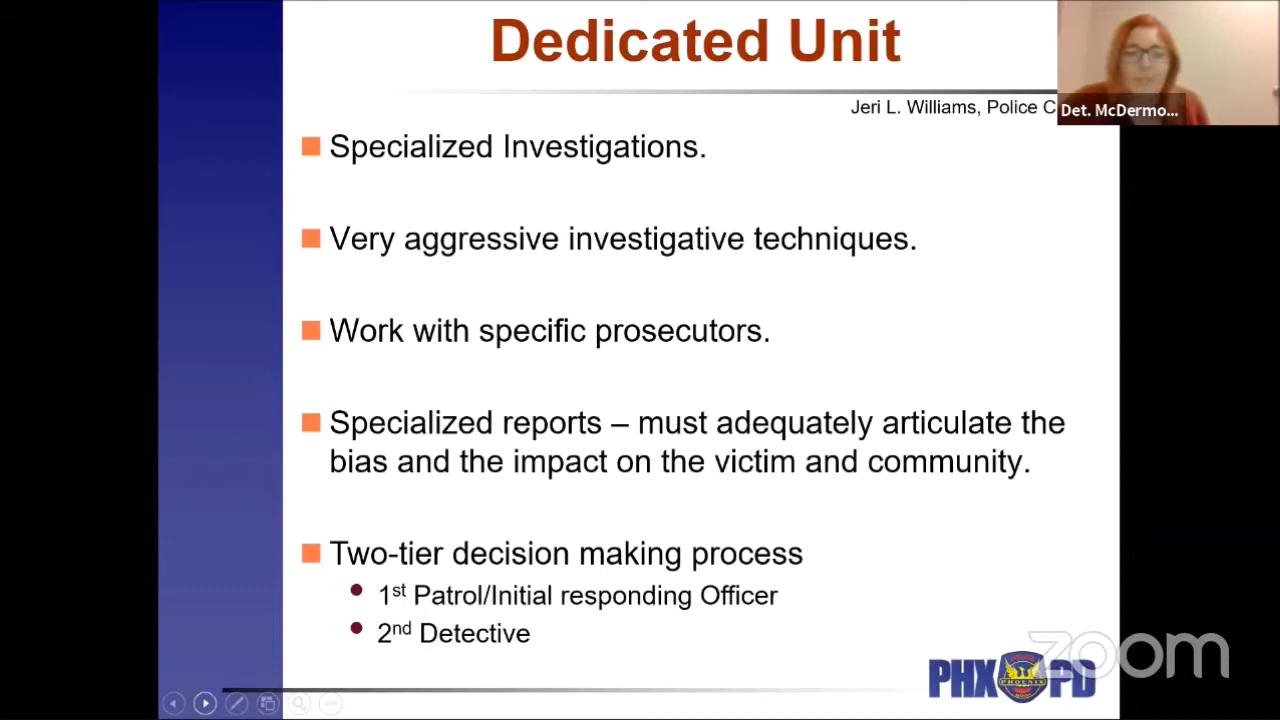 Dedicated Unit
Jeri L. Williams, Police C
Det. McDermo...
Specialized Investigations.
Very aggressive investigative techniques.
Work with specific prosecutors.
Specialized reports – must adequately articulate the
bias and the impact on the victim and community.
Two-tier decision making process
1st Patrol/Initial responding Officer
2nd Detective
zoom
PHX PHOENIX PD